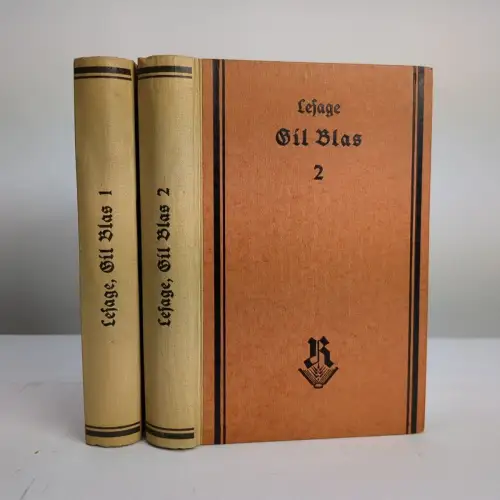 Lesage, Gil Blas 1
Lesage, Gil Blas 2
Lesage
Gil Blas
2
R